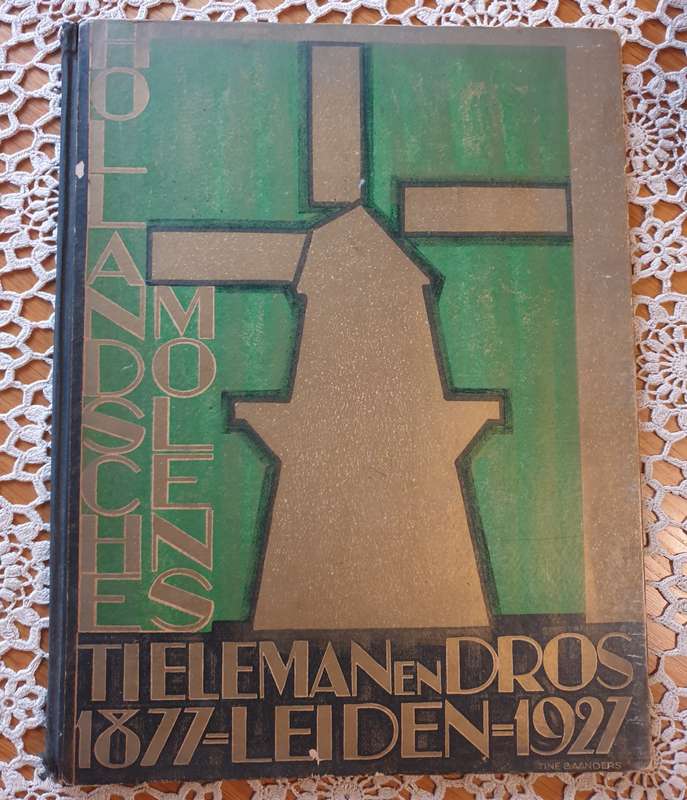 HOLLANDSCHE
MOLENS
TIELEMAN EN DROS
1877=LEIDEN=1927
TINE BAANDERS